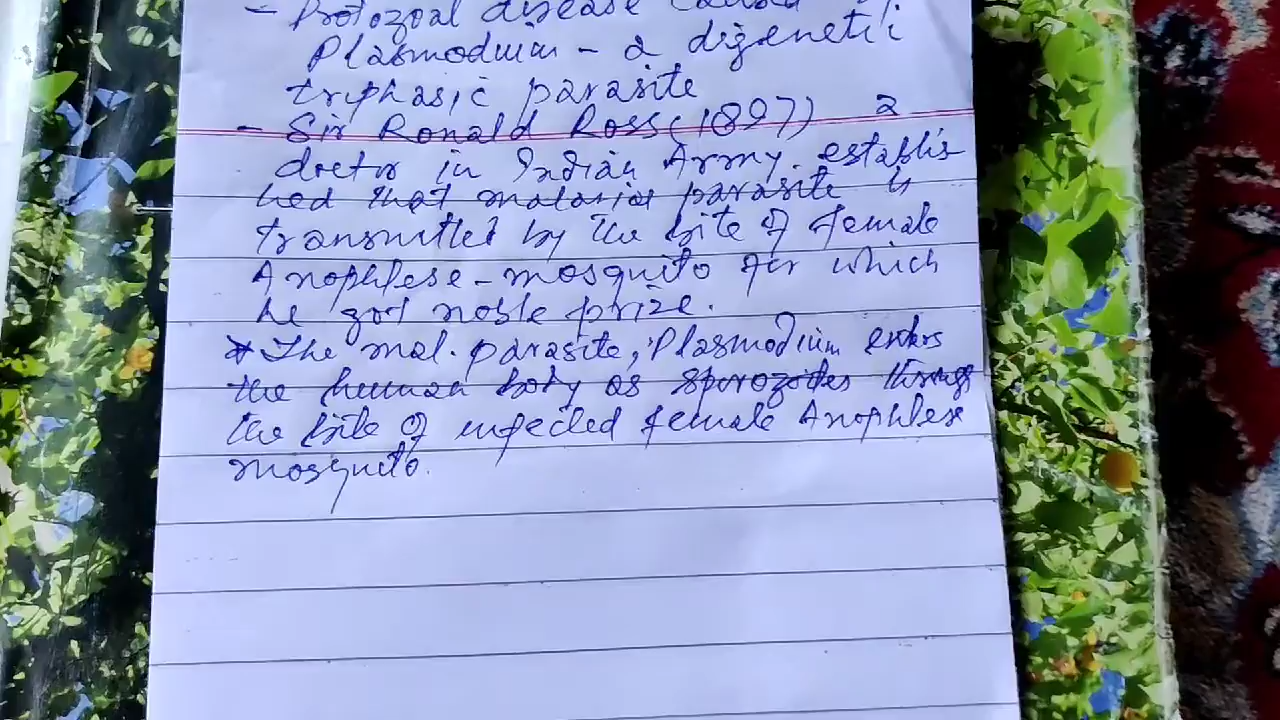 - Protozoal disease caused
Plasmodium - a digenetic
triphasic parasite
- Sir Ronald Ross (1897) a
doctor in Indian Army. establis
hed that malarial parasite is
transmitted by the bite of female
Anophlese - mosquito for which
he got noble prize.
* The mal. parasite, Plasmodium enters
the human body as sporozoites through
the bite of infected female Anophles
mosquito.